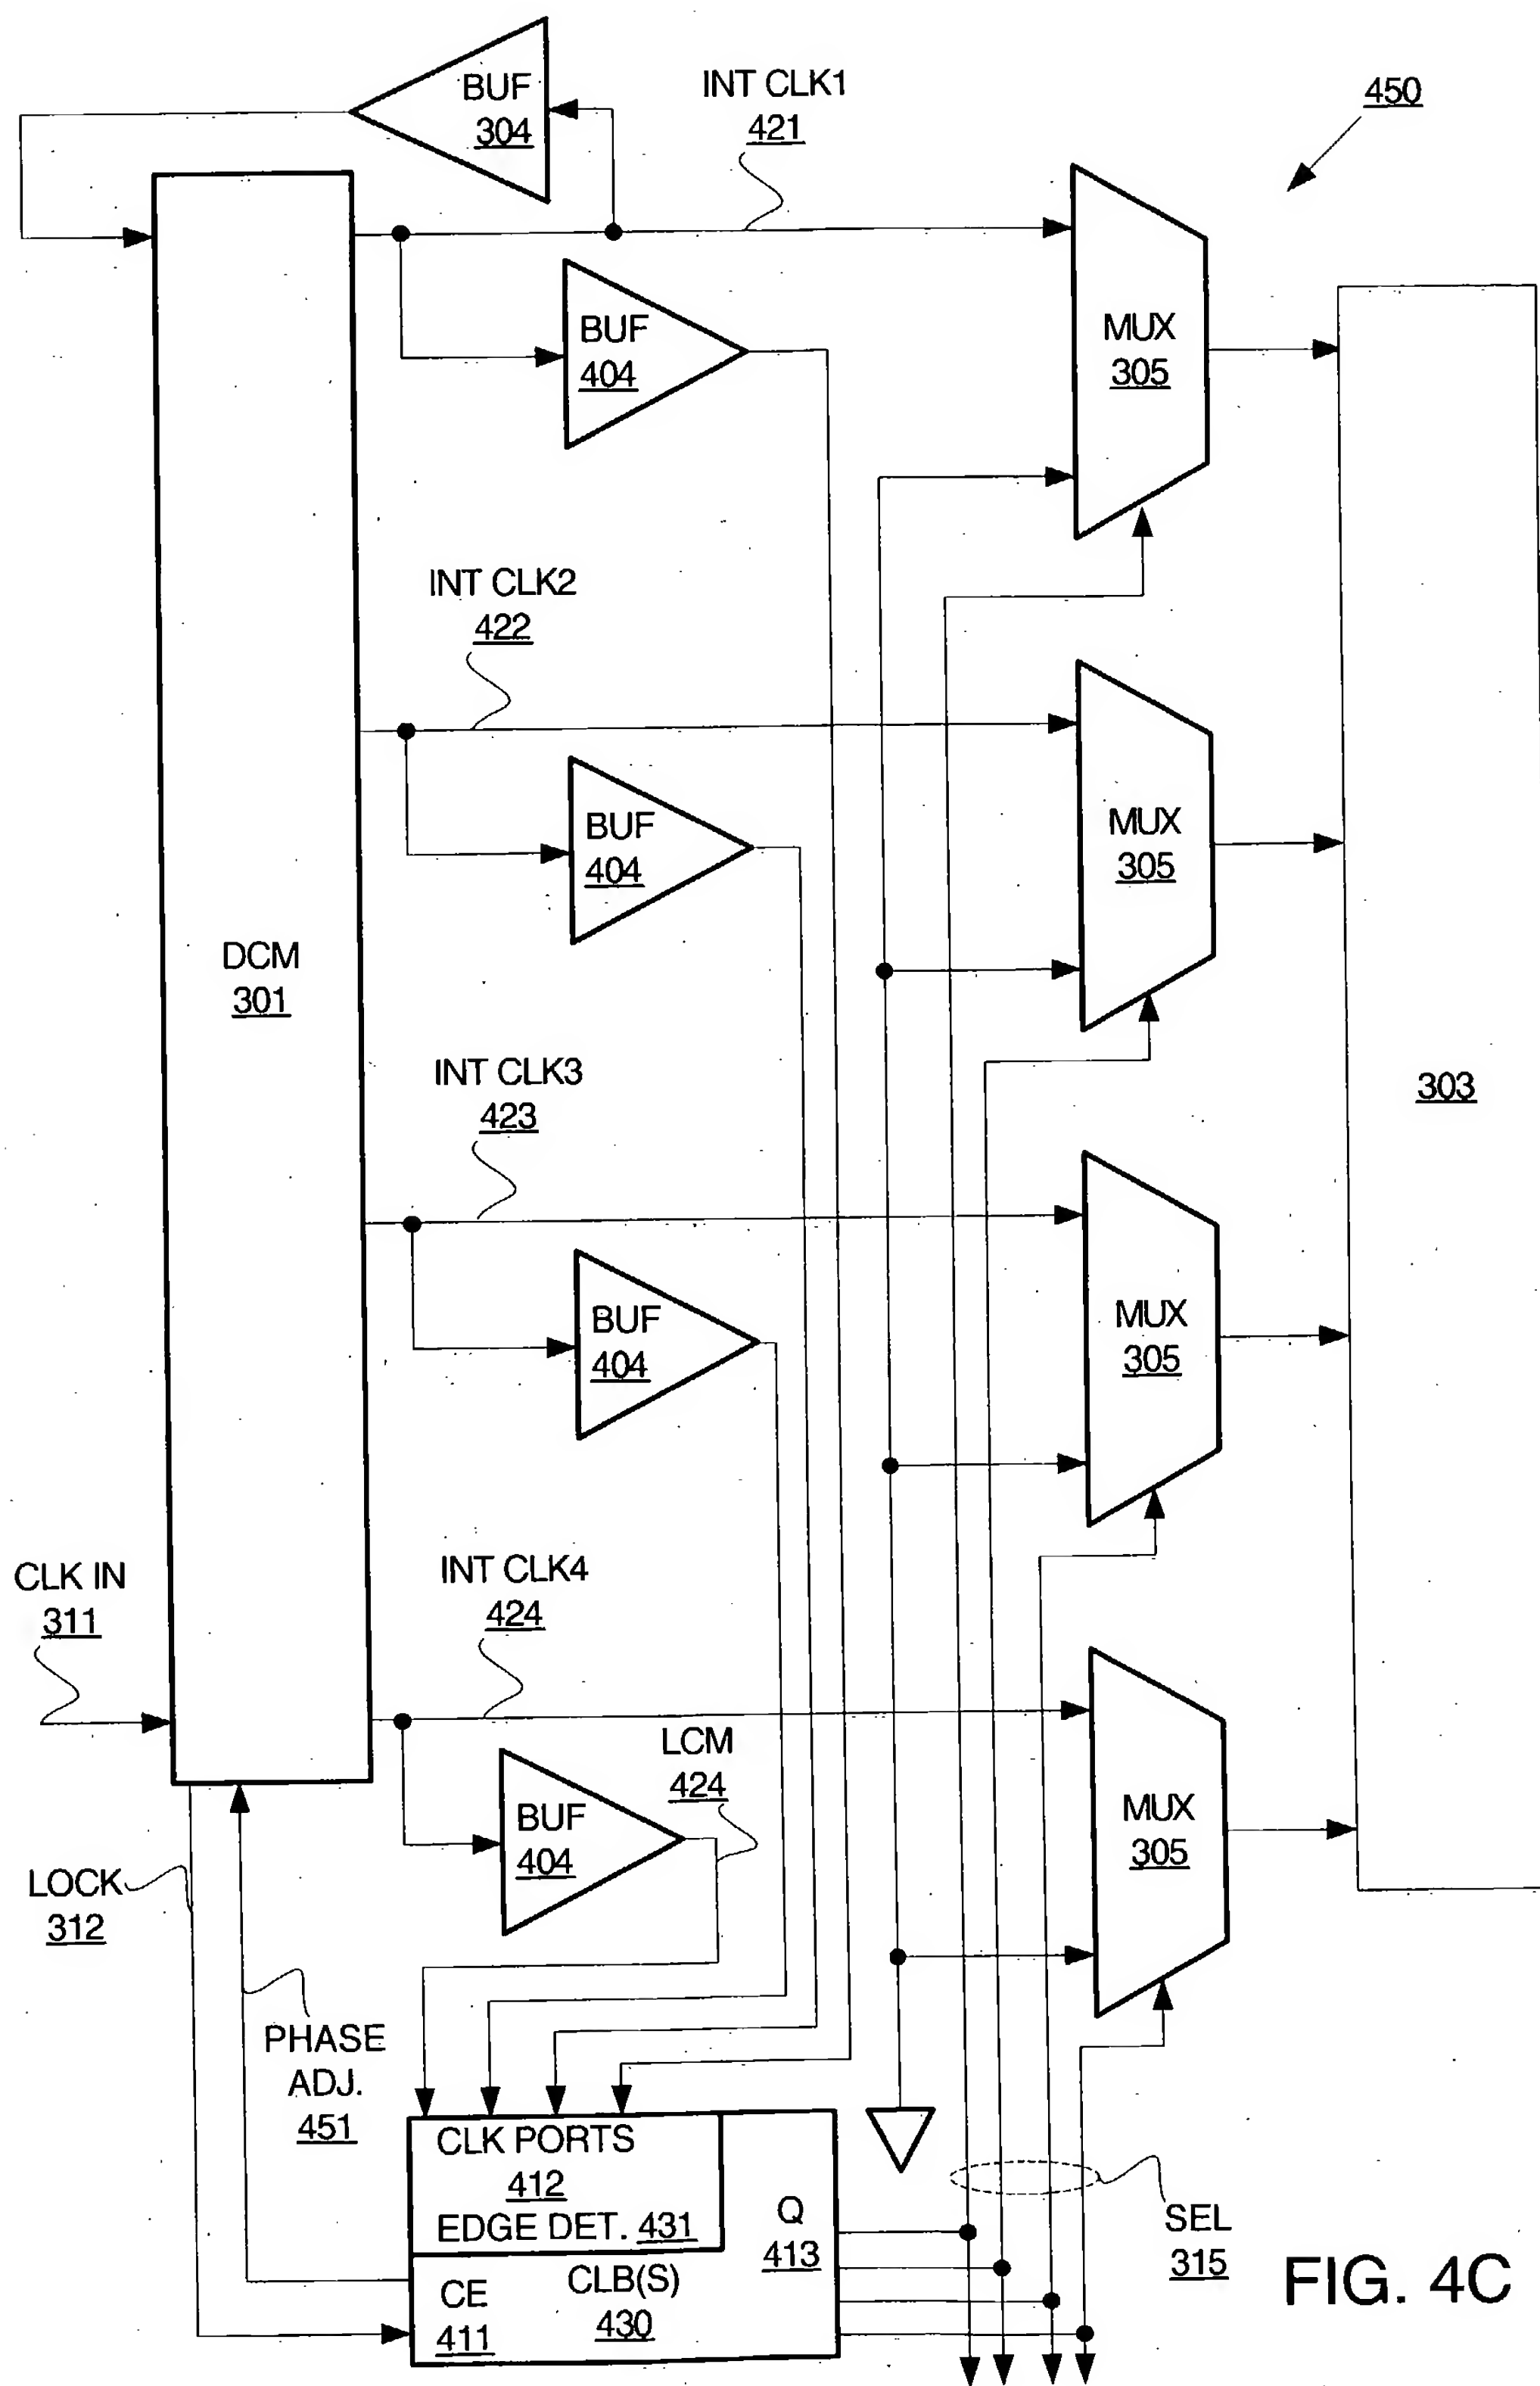 BUF
304
INT CLK1
421
450
BUF
404
MUX
305
INT CLK2
422
BUF
404
MUX
305
DCM
301
INT CLK3
423
303
BUF
404
MUX
305
CLK IN
311
INT CLK4
424
LCM
424
BUF
404
MUX
305
LOCK
312
PHASE
ADJ.
451
CLK PORTS
412
EDGE DET. 431
Q
413
CE
411
CLB(S)
430
SEL
315
FIG. 4C